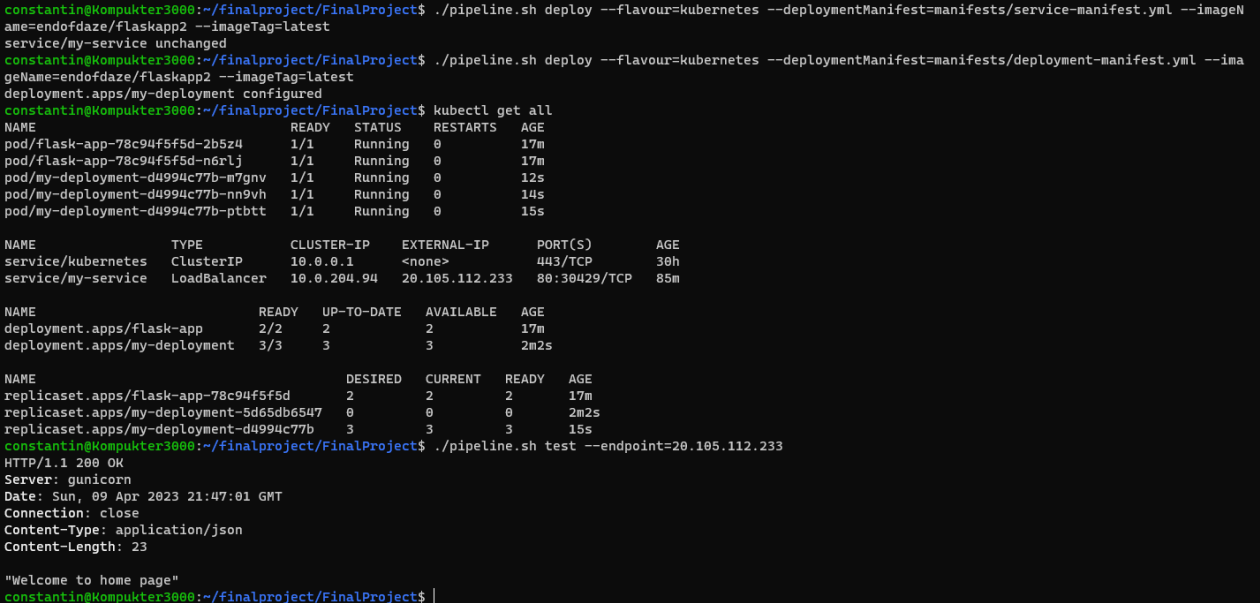 constantin@Kompukter3000:~/finalproject/FinalProject$ ./pipeline.sh deploy --flavour=kubernetes --deploymentManifest=manifests/service-manifest.yml --imageN
ame=endofdaze/flaskapp2 --imageTag=latest
service/my-service unchanged
constantin@Kompukter3000:~/finalproject/FinalProject$ ./pipeline.sh deploy --flavour=kubernetes --deploymentManifest=manifests/deployment-manifest.yml --ima
geName=endofdaze/flaskapp2 --imageTag=latest
deployment.apps/my-deployment configured
constantin@Kompukter3000:~/finalproject/FinalProject$ kubectl get all
NAME                                READY   STATUS    RESTARTS   AGE
pod/flask-app-78c94f5f5d-2b5z4      1/1     Running   0          17m
pod/flask-app-78c94f5f5d-n6rlj      1/1     Running   0          17m
pod/my-deployment-d4994c77b-m7gnv   1/1     Running   0          12s
pod/my-deployment-d4994c77b-nn9vh   1/1     Running   0          14s
pod/my-deployment-d4994c77b-ptbtt   1/1     Running   0          15s

NAME                 TYPE           CLUSTER-IP    EXTERNAL-IP      PORT(S)        AGE
service/kubernetes   ClusterIP      10.0.0.1      <none>           443/TCP        30h
service/my-service   LoadBalancer   10.0.204.94   20.105.112.233   80:30429/TCP   85m

NAME                            READY   UP-TO-DATE   AVAILABLE   AGE
deployment.apps/flask-app       2/2     2            2           17m
deployment.apps/my-deployment   3/3     3            3           2m2s

NAME                                       DESIRED   CURRENT   READY   AGE
replicaset.apps/flask-app-78c94f5f5d       2         2         2       17m
replicaset.apps/my-deployment-5d65db6547   0         0         0       2m2s
replicaset.apps/my-deployment-d4994c77b    3         3         3       15s
constantin@Kompukter3000:~/finalproject/FinalProject$ ./pipeline.sh test --endpoint=20.105.112.233
HTTP/1.1 200 OK
Server: gunicorn
Date: Sun, 09 Apr 2023 21:47:01 GMT
Connection: close
Content-Type: application/json
Content-Length: 23

"Welcome to home page"
constantin@Kompukter3000:~/finalproject/FinalProject$